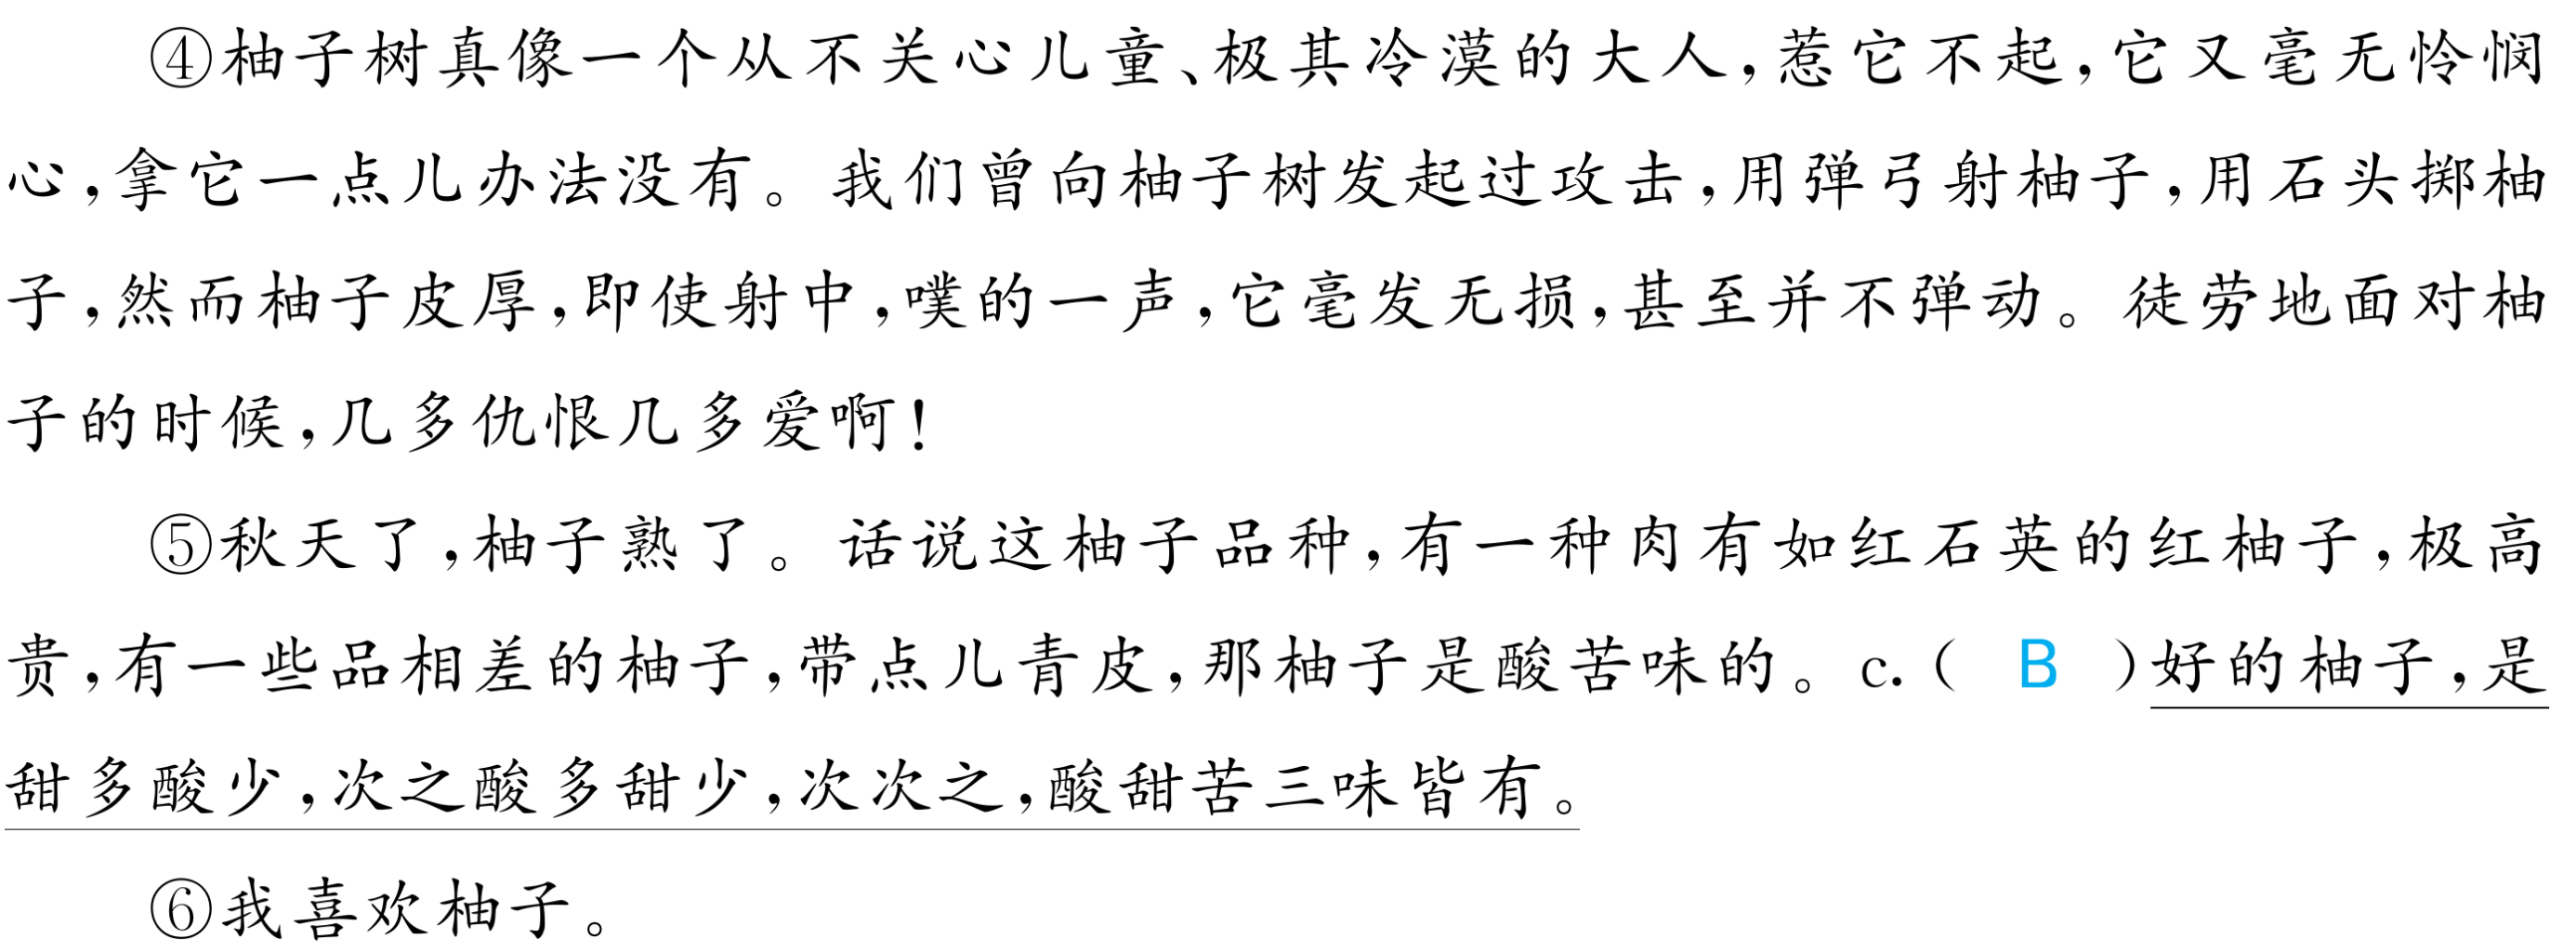 ④柚子树真像一个从不关心儿童、极其冷漠的大人,惹它不起,它又毫无怜悯
心,拿它一点儿办法没有。我们曾向柚子树发起过攻击,用弹弓射柚子,用石头掷柚
子,然而柚子皮厚,即使射中,噗的一声,它毫发无损,甚至并不弹动。徒劳地面对柚
子的时候,几多仇恨几多爱啊!
⑤秋天了,柚子熟了。话说这柚子品种,有一种肉有如红石英的红柚子,极高
贵,有一些品相差的柚子,带点儿青皮,那柚子是酸苦味的。c.( B )好的柚子,是
甜多酸少,次之酸多甜少,次次之,酸甜苦三味皆有。
⑥我喜欢柚子。